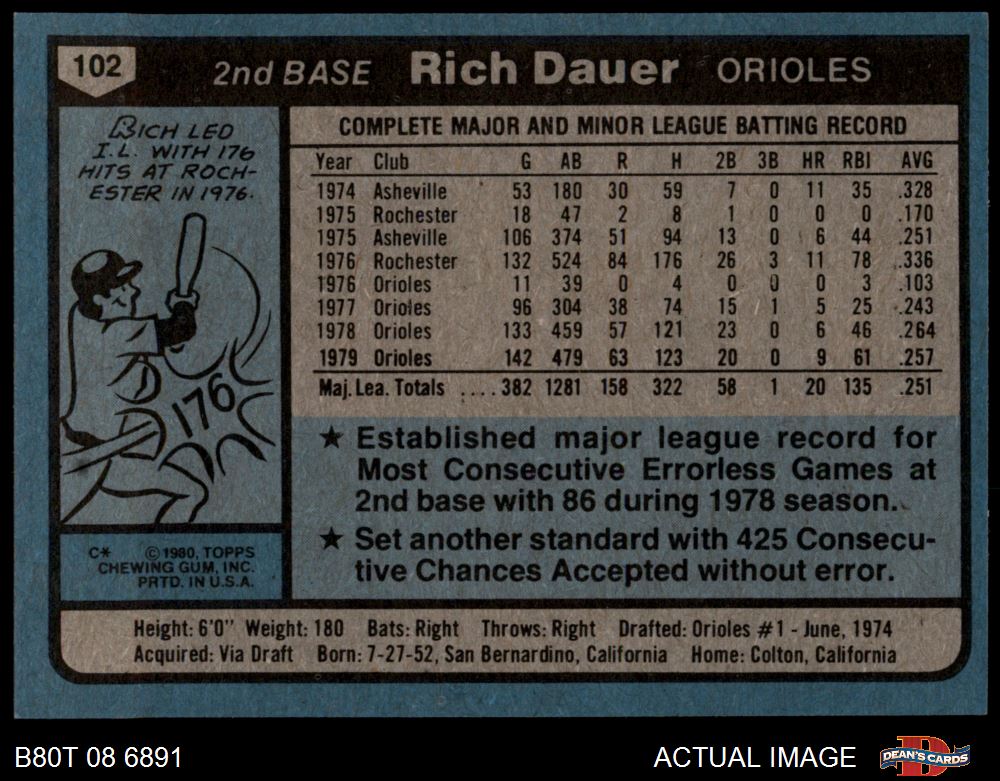 102
2nd BASE Rich Dauer ORIOLES
RICH LED
I.L. WITH 176
HITS AT ROCH-
ESTER IN 1976.
176
C* © 1980, TOPPS
CHEWING GUM, INC.
PRTD. IN U.S.A.
COMPLETE MAJOR AND MINOR LEAGUE BATTING RECORD
Year Club G AB R H 2B 3B HR RBI AVG
1974 Asheville 53 180 30 59 7 0 11 35 .328
1975 Rochester 18 47 2 8 1 0 0 0 .170
1975 Asheville 106 374 51 94 13 0 6 44 .251
1976 Rochester 132 524 84 176 26 3 11 78 .336
1976 Orioles 11 39 0 4 0 0 0 3 .103
1977 Orioles 96 304 38 74 15 1 5 25 .243
1978 Orioles 133 459 57 121 23 0 6 46 .264
1979 Orioles 142 479 63 123 20 0 9 61 .257
Maj. Lea. Totals .... 382 1281 158 322 58 1 20 135 .251
★ Established major league record for
Most Consecutive Errorless Games at
2nd base with 86 during 1978 season.
★ Set another standard with 425 Consecu-
tive Chances Accepted without error.
Height: 6'0" Weight: 180 Bats: Right Throws: Right Drafted: Orioles #1 - June, 1974
Acquired: Via Draft Born: 7-27-52, San Bernardino, California Home: Colton, California
B80T 08 6891
ACTUAL IMAGE
D
DEAN'S CARDS